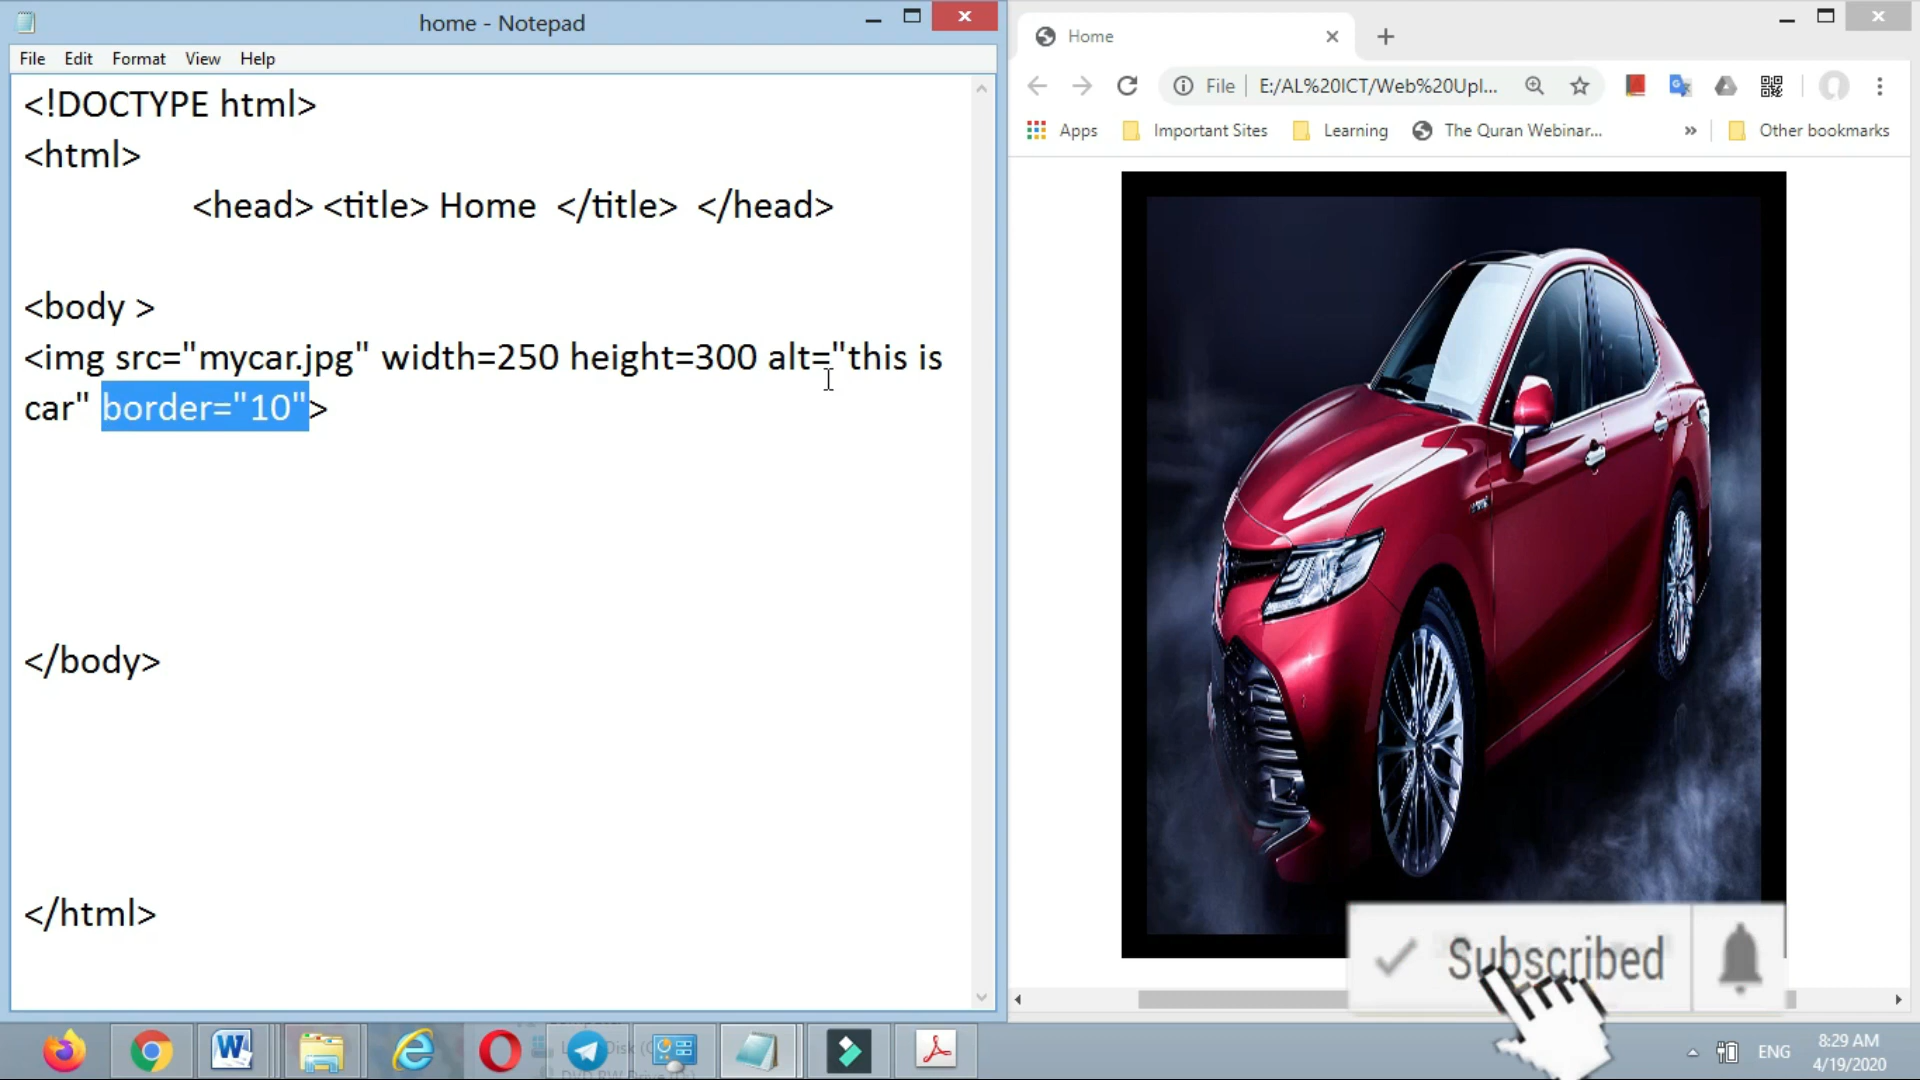 home - Notepad
File Edit Format View Help
<!DOCTYPE html>
<html>
<head> <title> Home </title> </head>
<body >
<img src="mycar.jpg" width=250 height=300 alt="this is
car" border="10">
</body>
</html>
Home
File E:/AL%20ICT/Web%20Upl...
Apps Important Sites Learning The Quran Webinar... » Other bookmarks
Subscribed
ENG
8:29 AM
4/19/2020